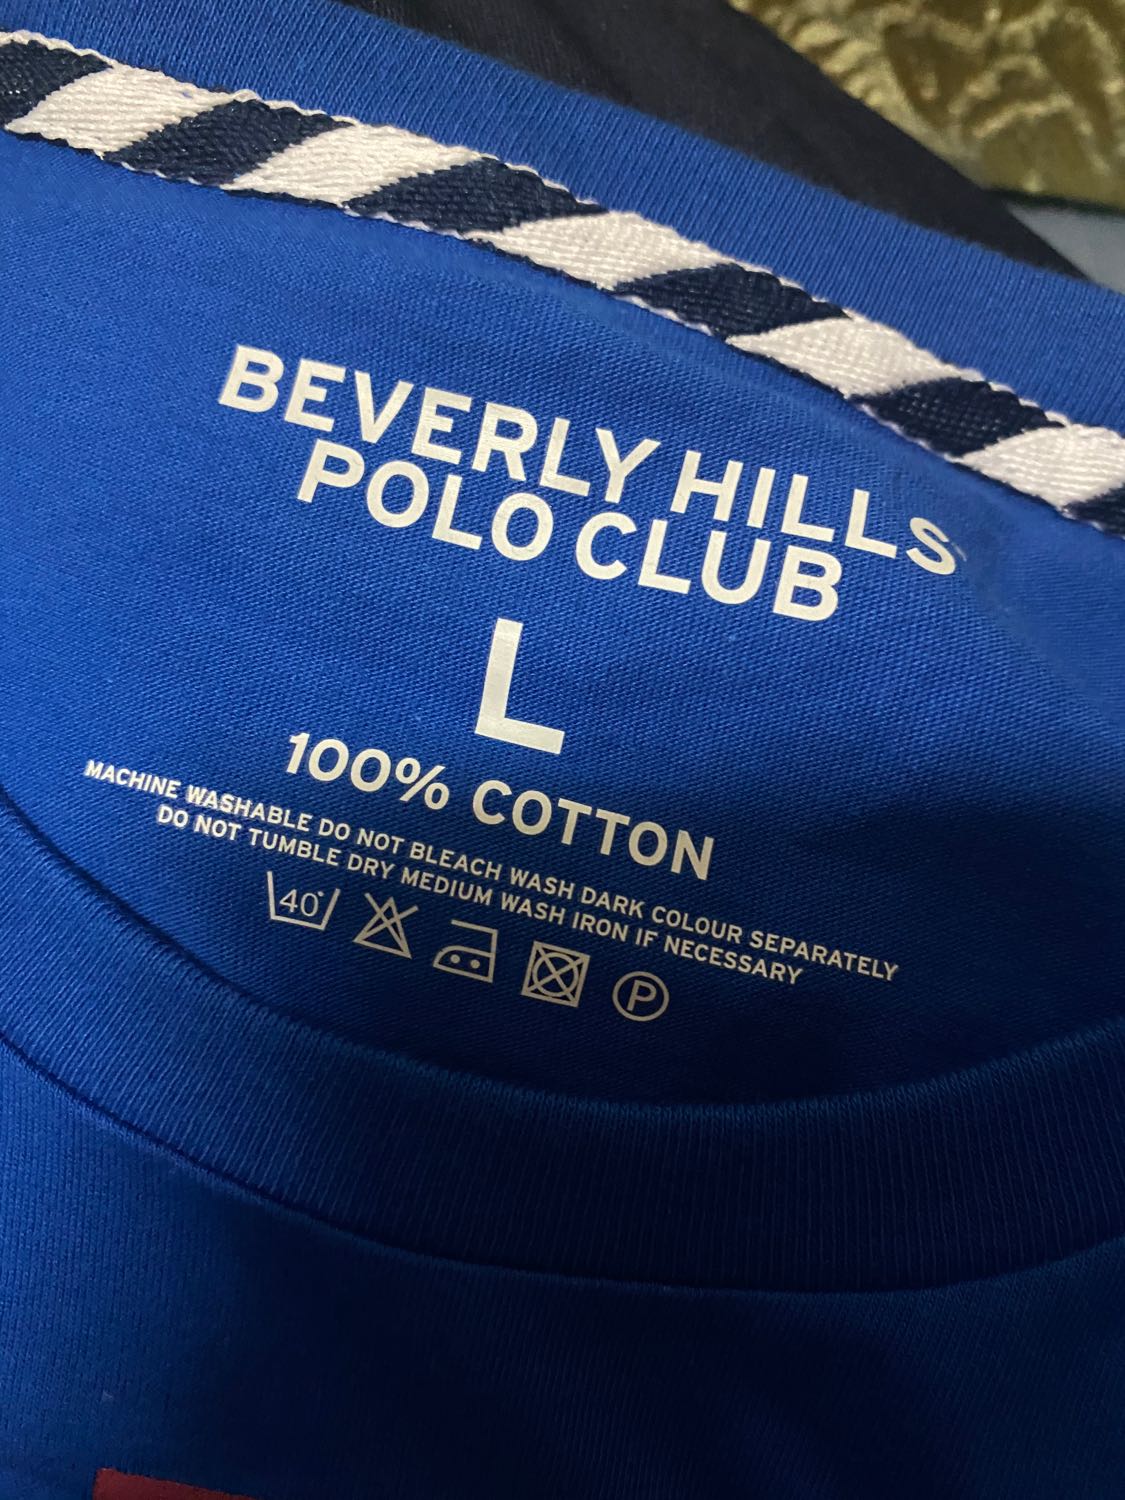 BEVERLY HILLS
POLO CLUB
L
100% COTTON
MACHINE WASHABLE DO NOT BLEACH WASH DARK COLOUR SEPARATELY
DO NOT TUMBLE DRY MEDIUM WASH IRON IF NECESSARY
40° P